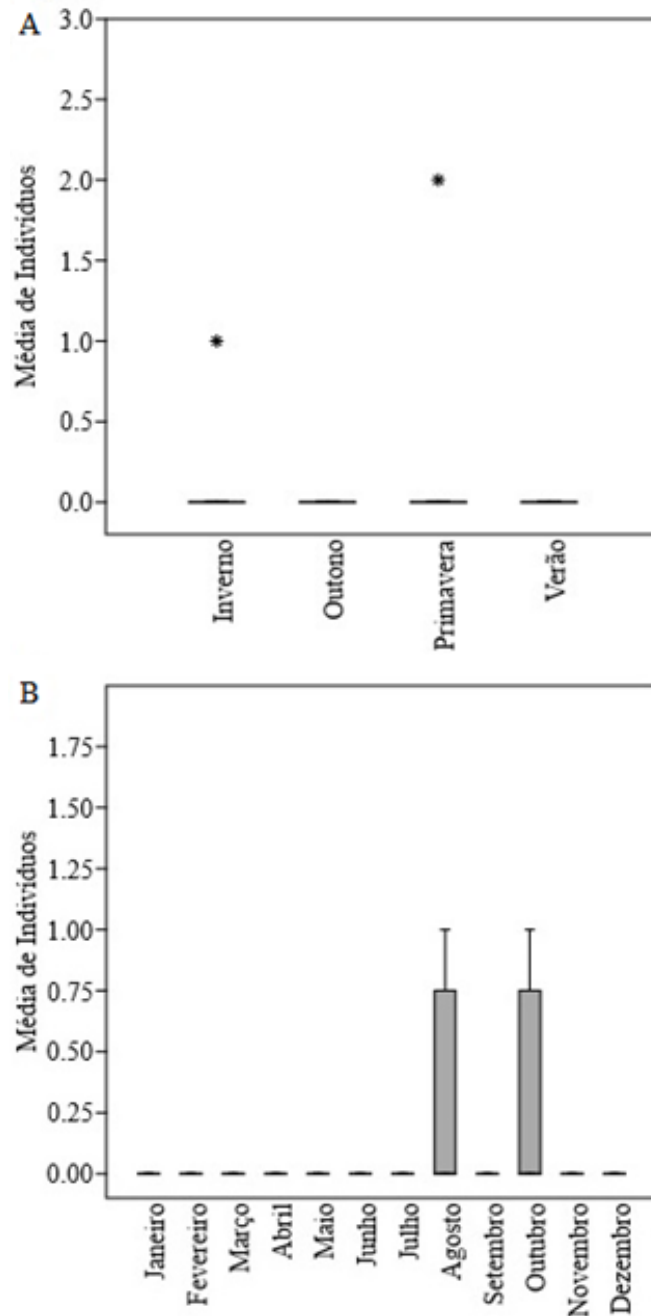 A
3.0
2.5
2.0
1.5
1.0
0.5
0.0
Média de Indivíduos
Inverno
Outono
Primavera
Verão
B
1.75
1.50
1.25
1.00
0.75
0.50
0.25
0.00
Média de Indivíduos
Janeiro
Fevereiro
Março
Abril
Maio
Junho
Julho
Agosto
Setembro
Outubro
Novembro
Dezembro